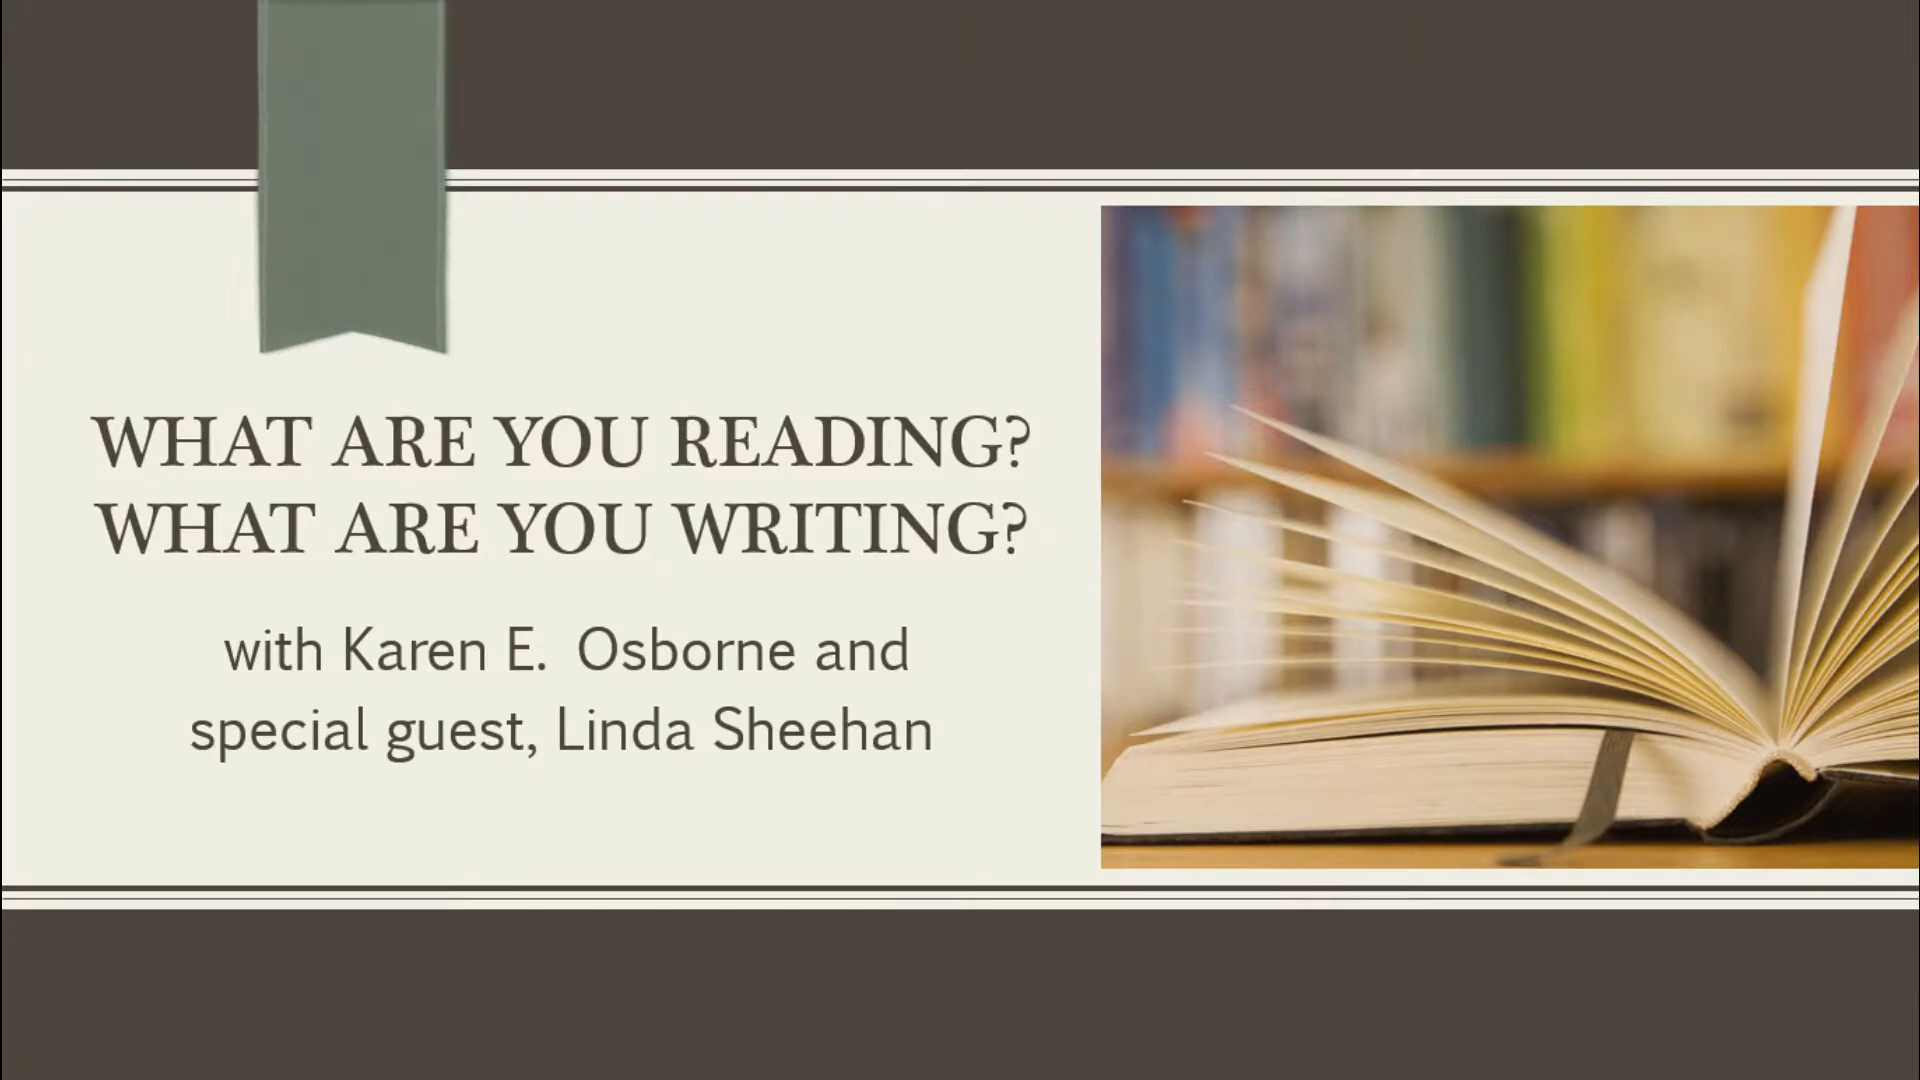 WHAT ARE YOU READING?
WHAT ARE YOU WRITING?
with Karen E. Osborne and
special guest, Linda Sheehan